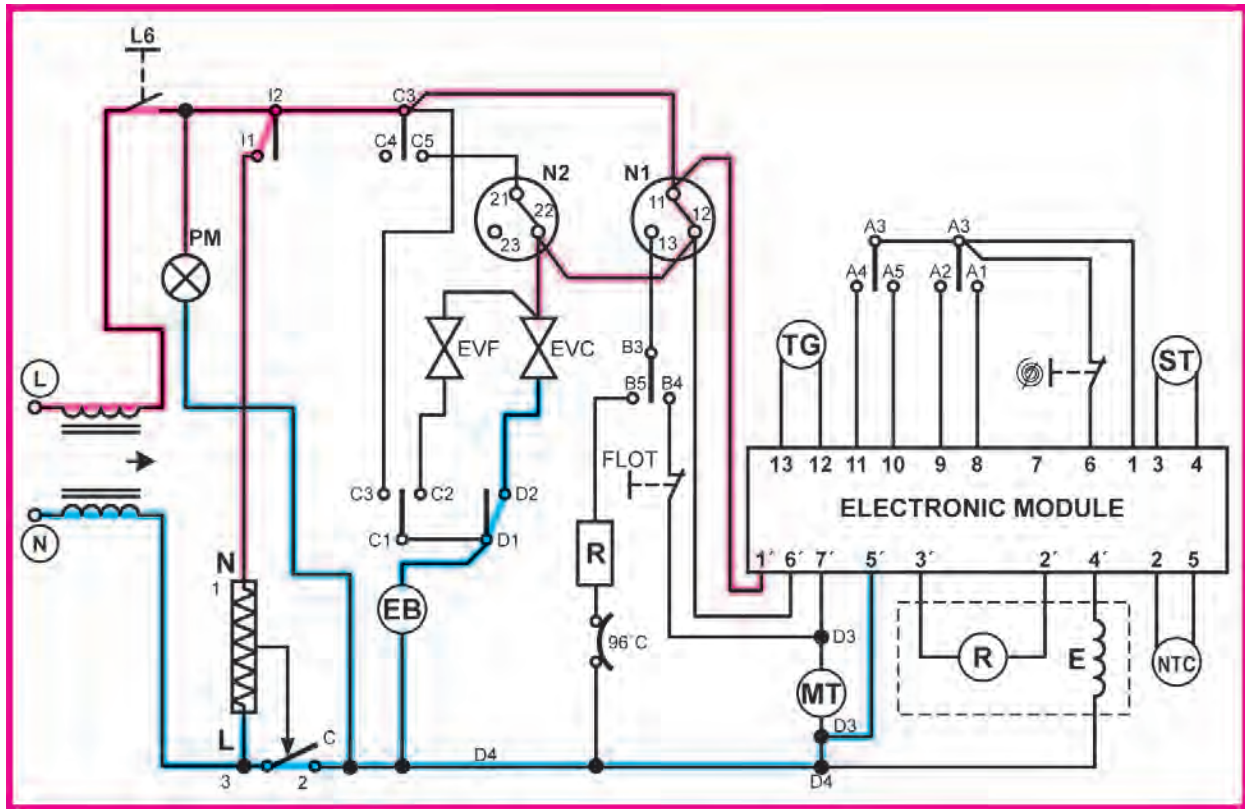 L6
I2 C3
I1 C4 C5
N2 N1
21 22 23
11 12 13
PM
A3 A3
A4 A5 A2 A1
EVF EVC
TG ST
L
B3
B5 B4
FLOT
13 12 11 10 9 8 7 6 1 3 4
ELECTRONIC MODULE
1´ 6´ 7´ 5´ 3´ 2´ 4´ 2 5
C3 C2 D2
C1 D1
N
N
1
R
EB
96°C
D3
R E NTC
MT
D3
L C
3 2 D4 D4